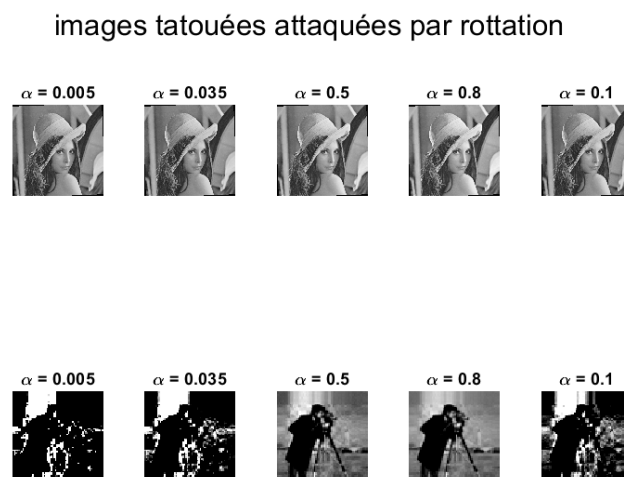 images tatouées attaquées par rottation
α = 0.005 α = 0.035 α = 0.5 α = 0.8 α = 0.1
α = 0.005 α = 0.035 α = 0.5 α = 0.8 α = 0.1